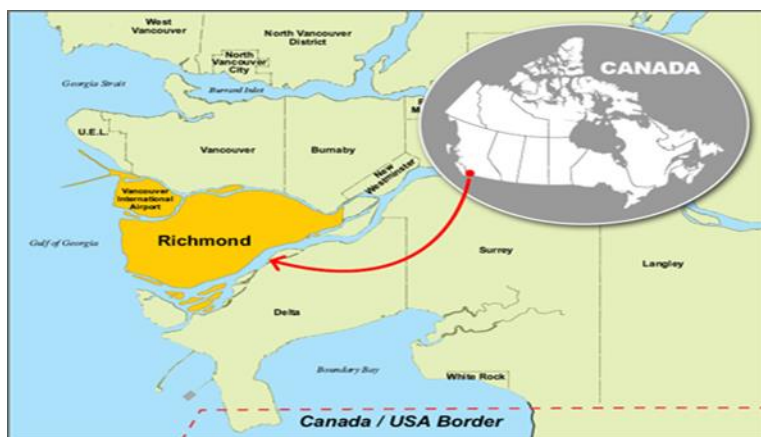 West
Vancouver
North Vancouver
District
North
Vancouver
City
Georgia Strait
Burrard Inlet
CANADA
U.E.L.
Vancouver
Burnaby
New
Westminster
Vancouver
International
Airport
Richmond
Gulf of Georgia
Surrey
Langley
Delta
Boundary Bay
White Rock
Canada / USA Border